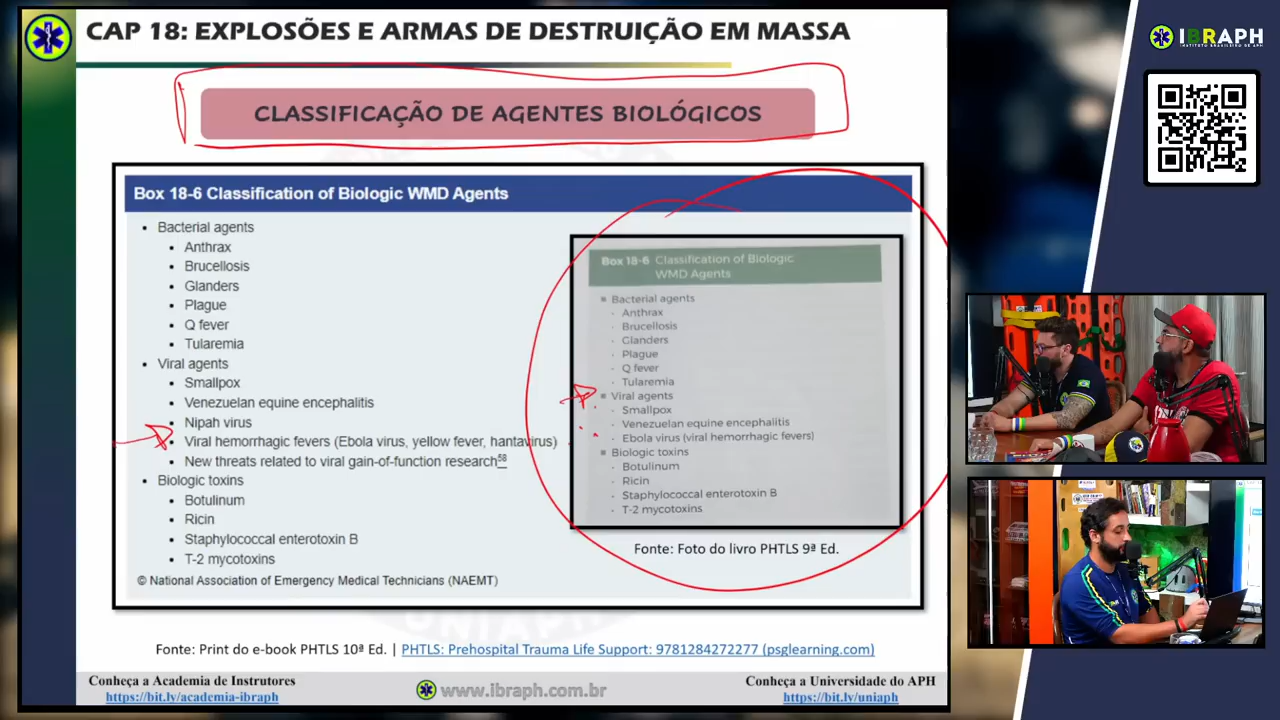 CAP 18: EXPLOSÕES E ARMAS DE DESTRUIÇÃO EM MASSA
IBRAPH
INSTITUTO BRASILEIRO DE APH
CLASSIFICAÇÃO DE AGENTES BIOLÓGICOS
Box 18-6 Classification of Biologic WMD Agents
• Bacterial agents
• Anthrax
• Brucellosis
• Glanders
• Plague
• Q fever
• Tularemia
• Viral agents
• Smallpox
• Venezuelan equine encephalitis
• Nipah virus
• Viral hemorrhagic fevers (Ebola virus, yellow fever, hantavirus)
• New threats related to viral gain-of-function research58
• Biologic toxins
• Botulinum
• Ricin
• Staphylococcal enterotoxin B
• T-2 mycotoxins
© National Association of Emergency Medical Technicians (NAEMT)
Box 18-6 Classification of Biologic
WMD Agents
▪ Bacterial agents
· Anthrax
· Brucellosis
· Glanders
· Plague
· Q fever
· Tularemia
▪ Viral agents
· Smallpox
· Venezuelan equine encephalitis
· Ebola virus (viral hemorrhagic fevers)
▪ Biologic toxins
· Botulinum
· Ricin
· Staphylococcal enterotoxin B
· T-2 mycotoxins
Fonte: Foto do livro PHTLS 9ª Ed.
Fonte: Print do e-book PHTLS 10ª Ed. | PHTLS: Prehospital Trauma Life Support: 9781284272277 (psglearning.com)
Conheça a Academia de Instrutores
https://bit.ly/academia-ibraph
www.ibraph.com.br
Conheça a Universidade do APH
https://bit.ly/uniaph